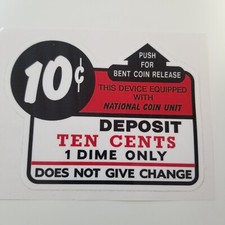 10¢
PUSH
FOR
BENT COIN RELEASE
THIS DEVICE EQUIPPED
WITH
NATIONAL COIN UNIT
DEPOSIT
TEN CENTS
1 DIME ONLY
DOES NOT GIVE CHANGE